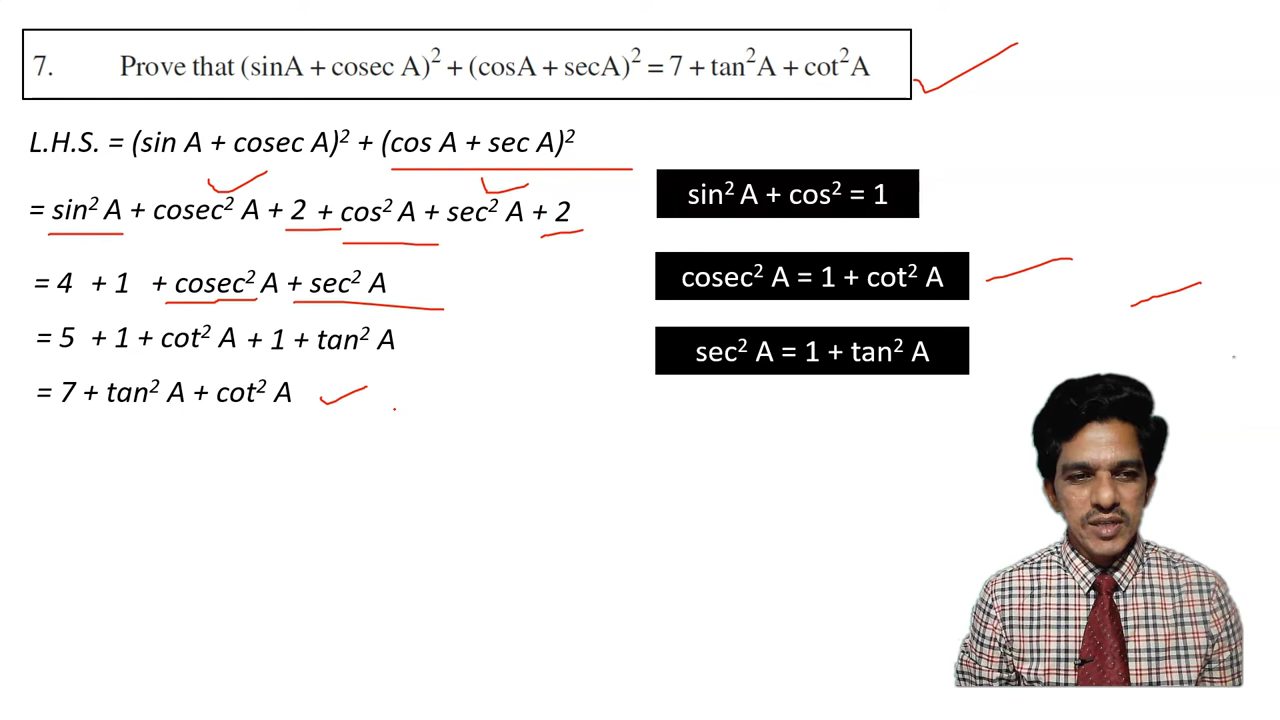 7. Prove that (sinA + cosec A)² + (cosA + secA)² = 7 + tan²A + cot²A
L.H.S. = (sin A + cosec A)² + (cos A + sec A)²
= sin² A + cosec² A + 2 + cos² A + sec² A + 2
sin² A + cos² = 1
= 4 + 1 + cosec² A + sec² A
cosec² A = 1 + cot² A
= 5 + 1 + cot² A + 1 + tan² A
sec² A = 1 + tan² A
= 7 + tan² A + cot² A